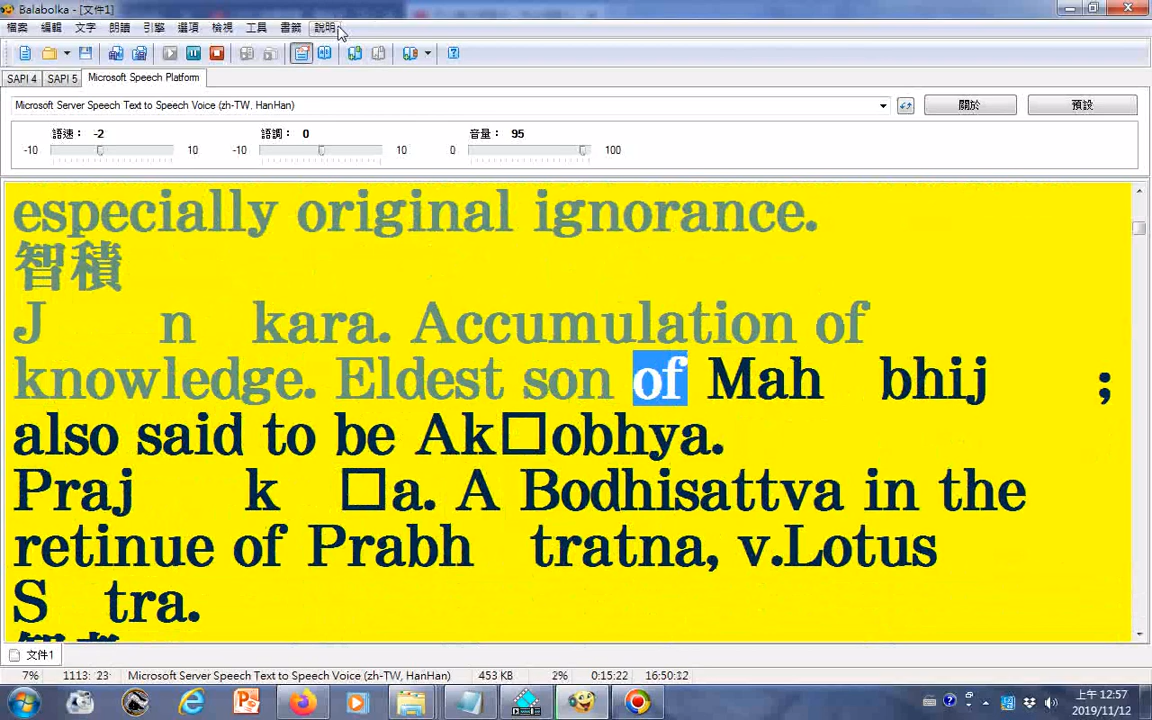 Balabolka - [文件1]
檔案 編輯 文字 朗讀 引擎 選項 檢視 工具 書籤 說明
SAPI 4 SAPI 5 Microsoft Speech Platform
Microsoft Server Speech Text to Speech Voice (zh-TW, HanHan) 關於 預設
語速： -2 語調： 0 音量： 95
-10 10 -10 10 0 100
especially original ignorance.
智積
J n kara. Accumulation of
knowledge. Eldest son of Mah bhij ;
also said to be Ak□obhya.
Praj k □a. A Bodhisattva in the
retinue of Prabh tratna, v.Lotus
S tra.
文件1
7% 1113: 23 Microsoft Server Speech Text to Speech Voice (zh-TW, HanHan) 453 KB 2% 0:15:22 16:50:12
上午 12:57
2019/11/12